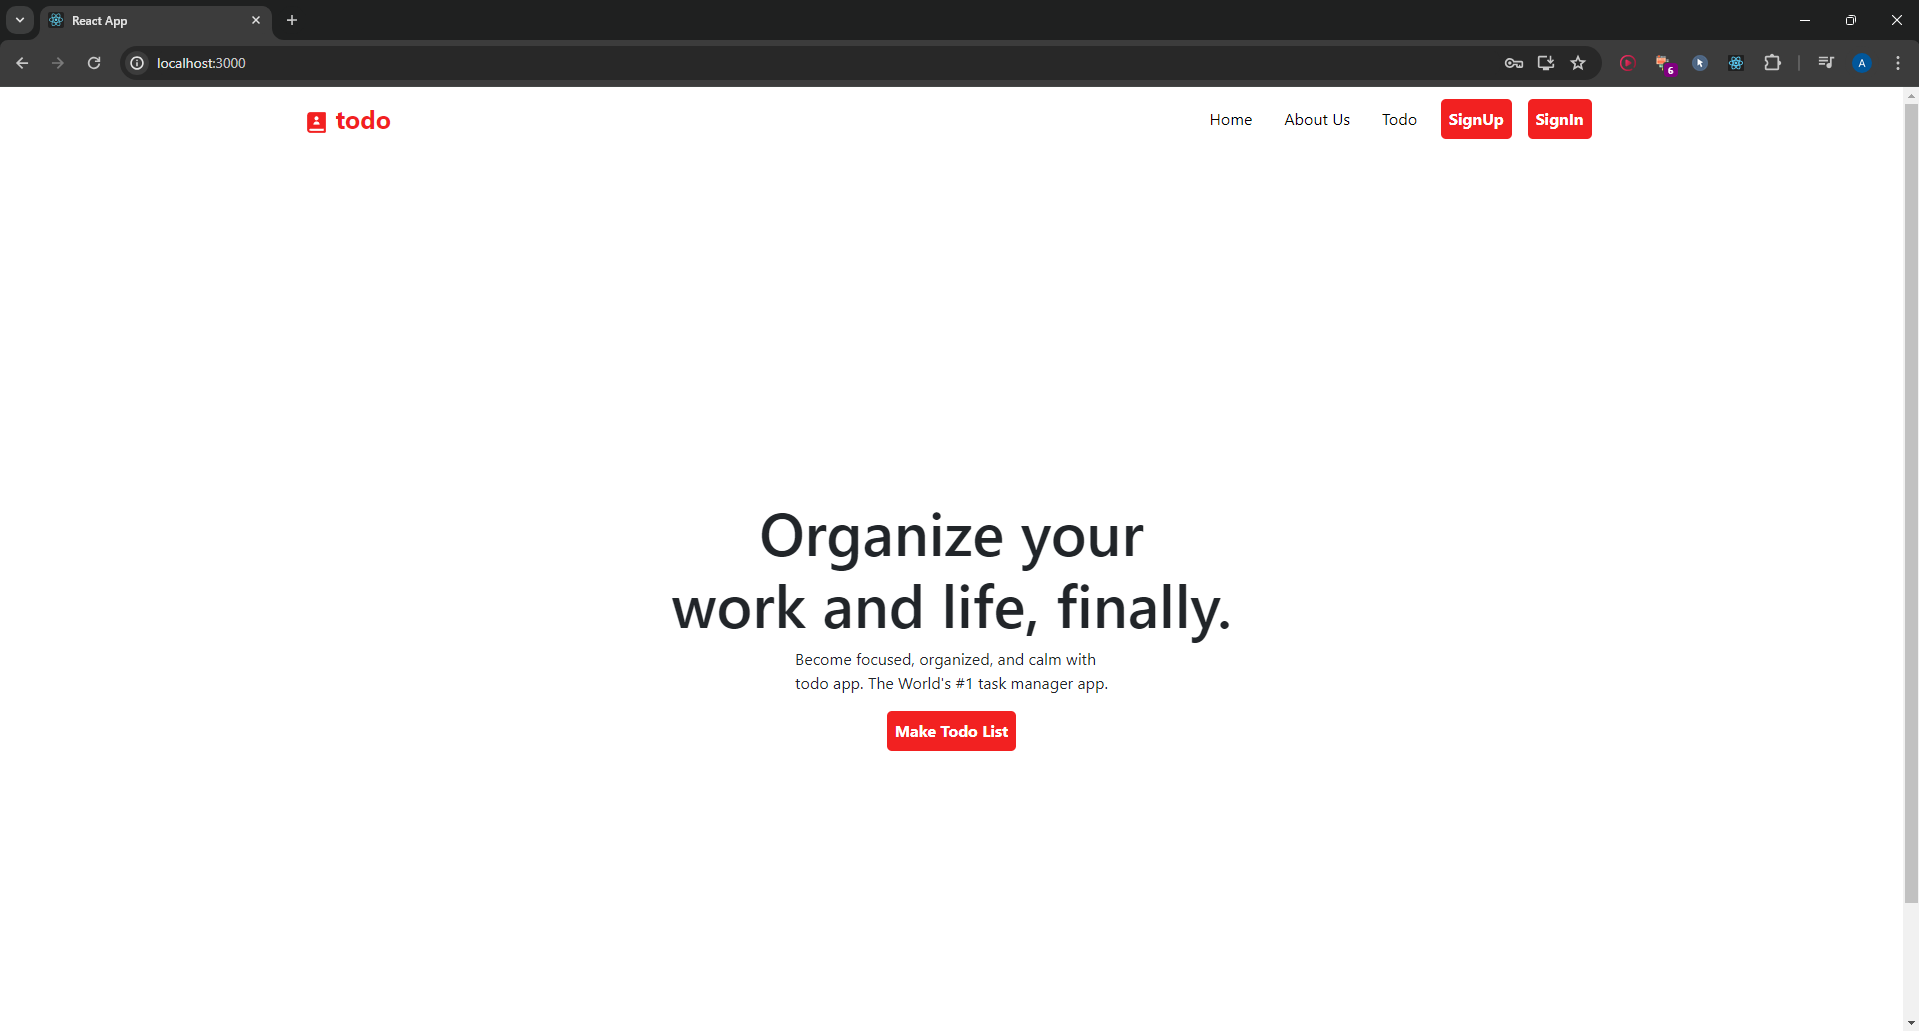 React App
localhost:3000
6
A
todo
Home About Us Todo SignUp SignIn
Organize your
work and life, finally.
Become focused, organized, and calm with
todo app. The World's #1 task manager app.
Make Todo List